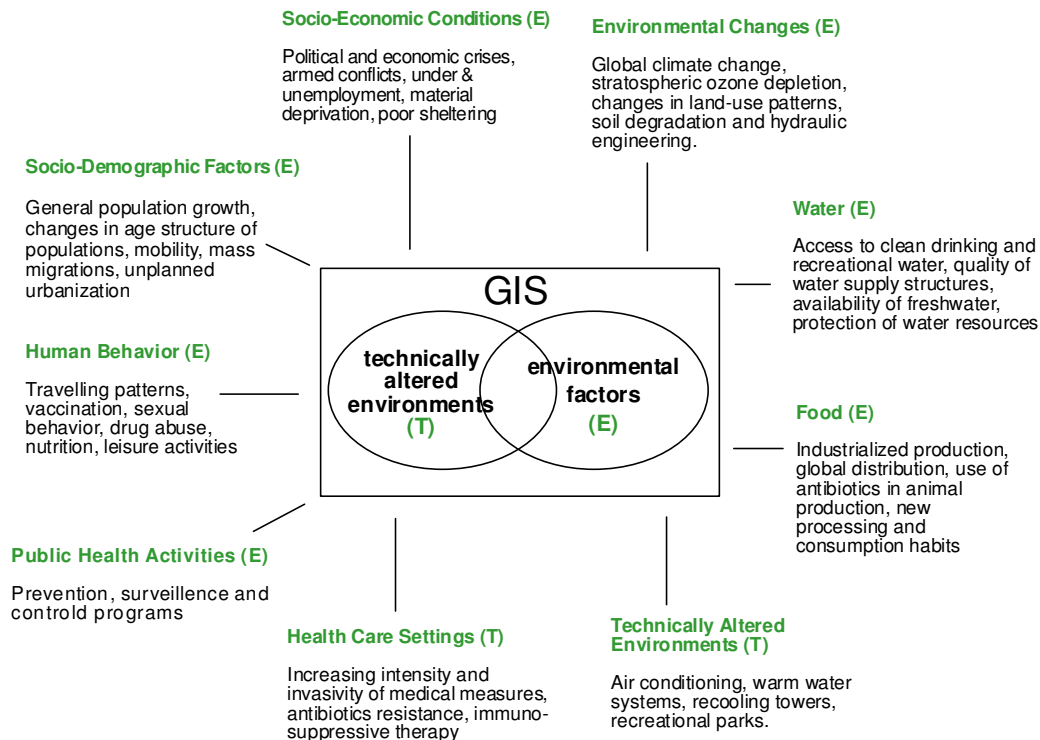 Socio-Economic Conditions (E)
Political and economic crises,
armed conflicts, under &
unemployment, material
deprivation, poor sheltering
Environmental Changes (E)
Global climate change,
stratospheric ozone depletion,
changes in land-use patterns,
soil degradation and hydraulic
engineering.
Socio-Demographic Factors (E)
General population growth,
changes in age structure of
populations, mobility, mass
migrations, unplanned
urbanization
Water (E)
Access to clean drinking and
recreational water, quality of
water supply structures,
availability of freshwater,
protection of water resources
GIS
technically
altered
environments
(T)
environmental
factors
(E)
Human Behavior (E)
Travelling patterns,
vaccination, sexual
behavior, drug abuse,
nutrition, leisure activities
Food (E)
Industrialized production,
global distribution, use of
antibiotics in animal
production, new
processing and
consumption habits
Public Health Activities (E)
Prevention, surveillence and
controld programs
Health Care Settings (T)
Increasing intensity and
invasivity of medical measures,
antibiotics resistance, immuno-
suppressive therapy
Technically Altered
Environments (T)
Air conditioning, warm water
systems, recooling towers,
recreational parks.